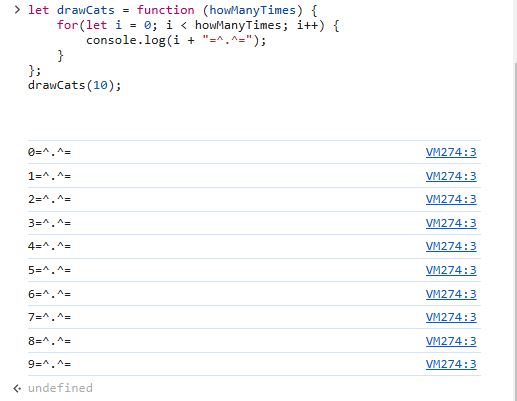 let drawCats = function (howManyTimes) {
    for(let i = 0; i < howManyTimes; i++) {
        console.log(i + "=^.^=");
    }
};
drawCats(10);
0=^.^= VM274:3
1=^.^= VM274:3
2=^.^= VM274:3
3=^.^= VM274:3
4=^.^= VM274:3
5=^.^= VM274:3
6=^.^= VM274:3
7=^.^= VM274:3
8=^.^= VM274:3
9=^.^= VM274:3
undefined